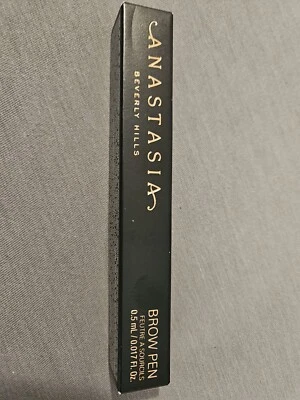 ANASTASIA
BEVERLY HILLS
BROW PEN
FEUTRE A SOURCILS
0.5 mL / 0.017 Fl. Oz.